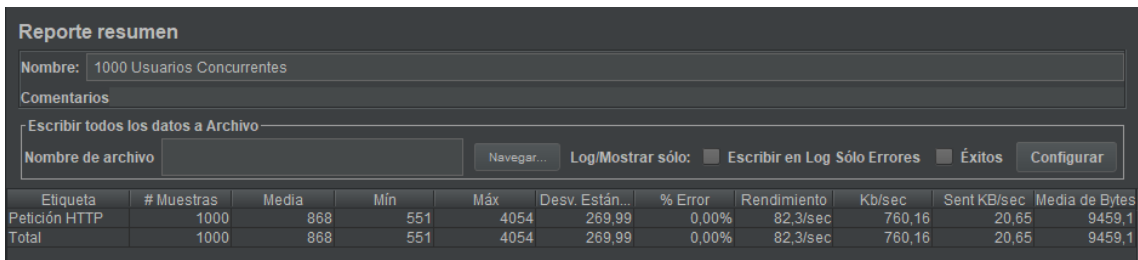 Reporte resumen
Nombre: 1000 Usuarios Concurrentes
Comentarios
Escribir todos los datos a Archivo
Nombre de archivo Navegar... Log/Mostrar sólo: Escribir en Log Sólo Errores Éxitos Configurar
Etiqueta # Muestras Media Mín Máx Desv. Están... % Error Rendimiento Kb/sec Sent KB/sec Media de Bytes
Petición HTTP 1000 868 551 4054 269,99 0,00% 82,3/sec 760,16 20,65 9459,1
Total 1000 868 551 4054 269,99 0,00% 82,3/sec 760,16 20,65 9459,1